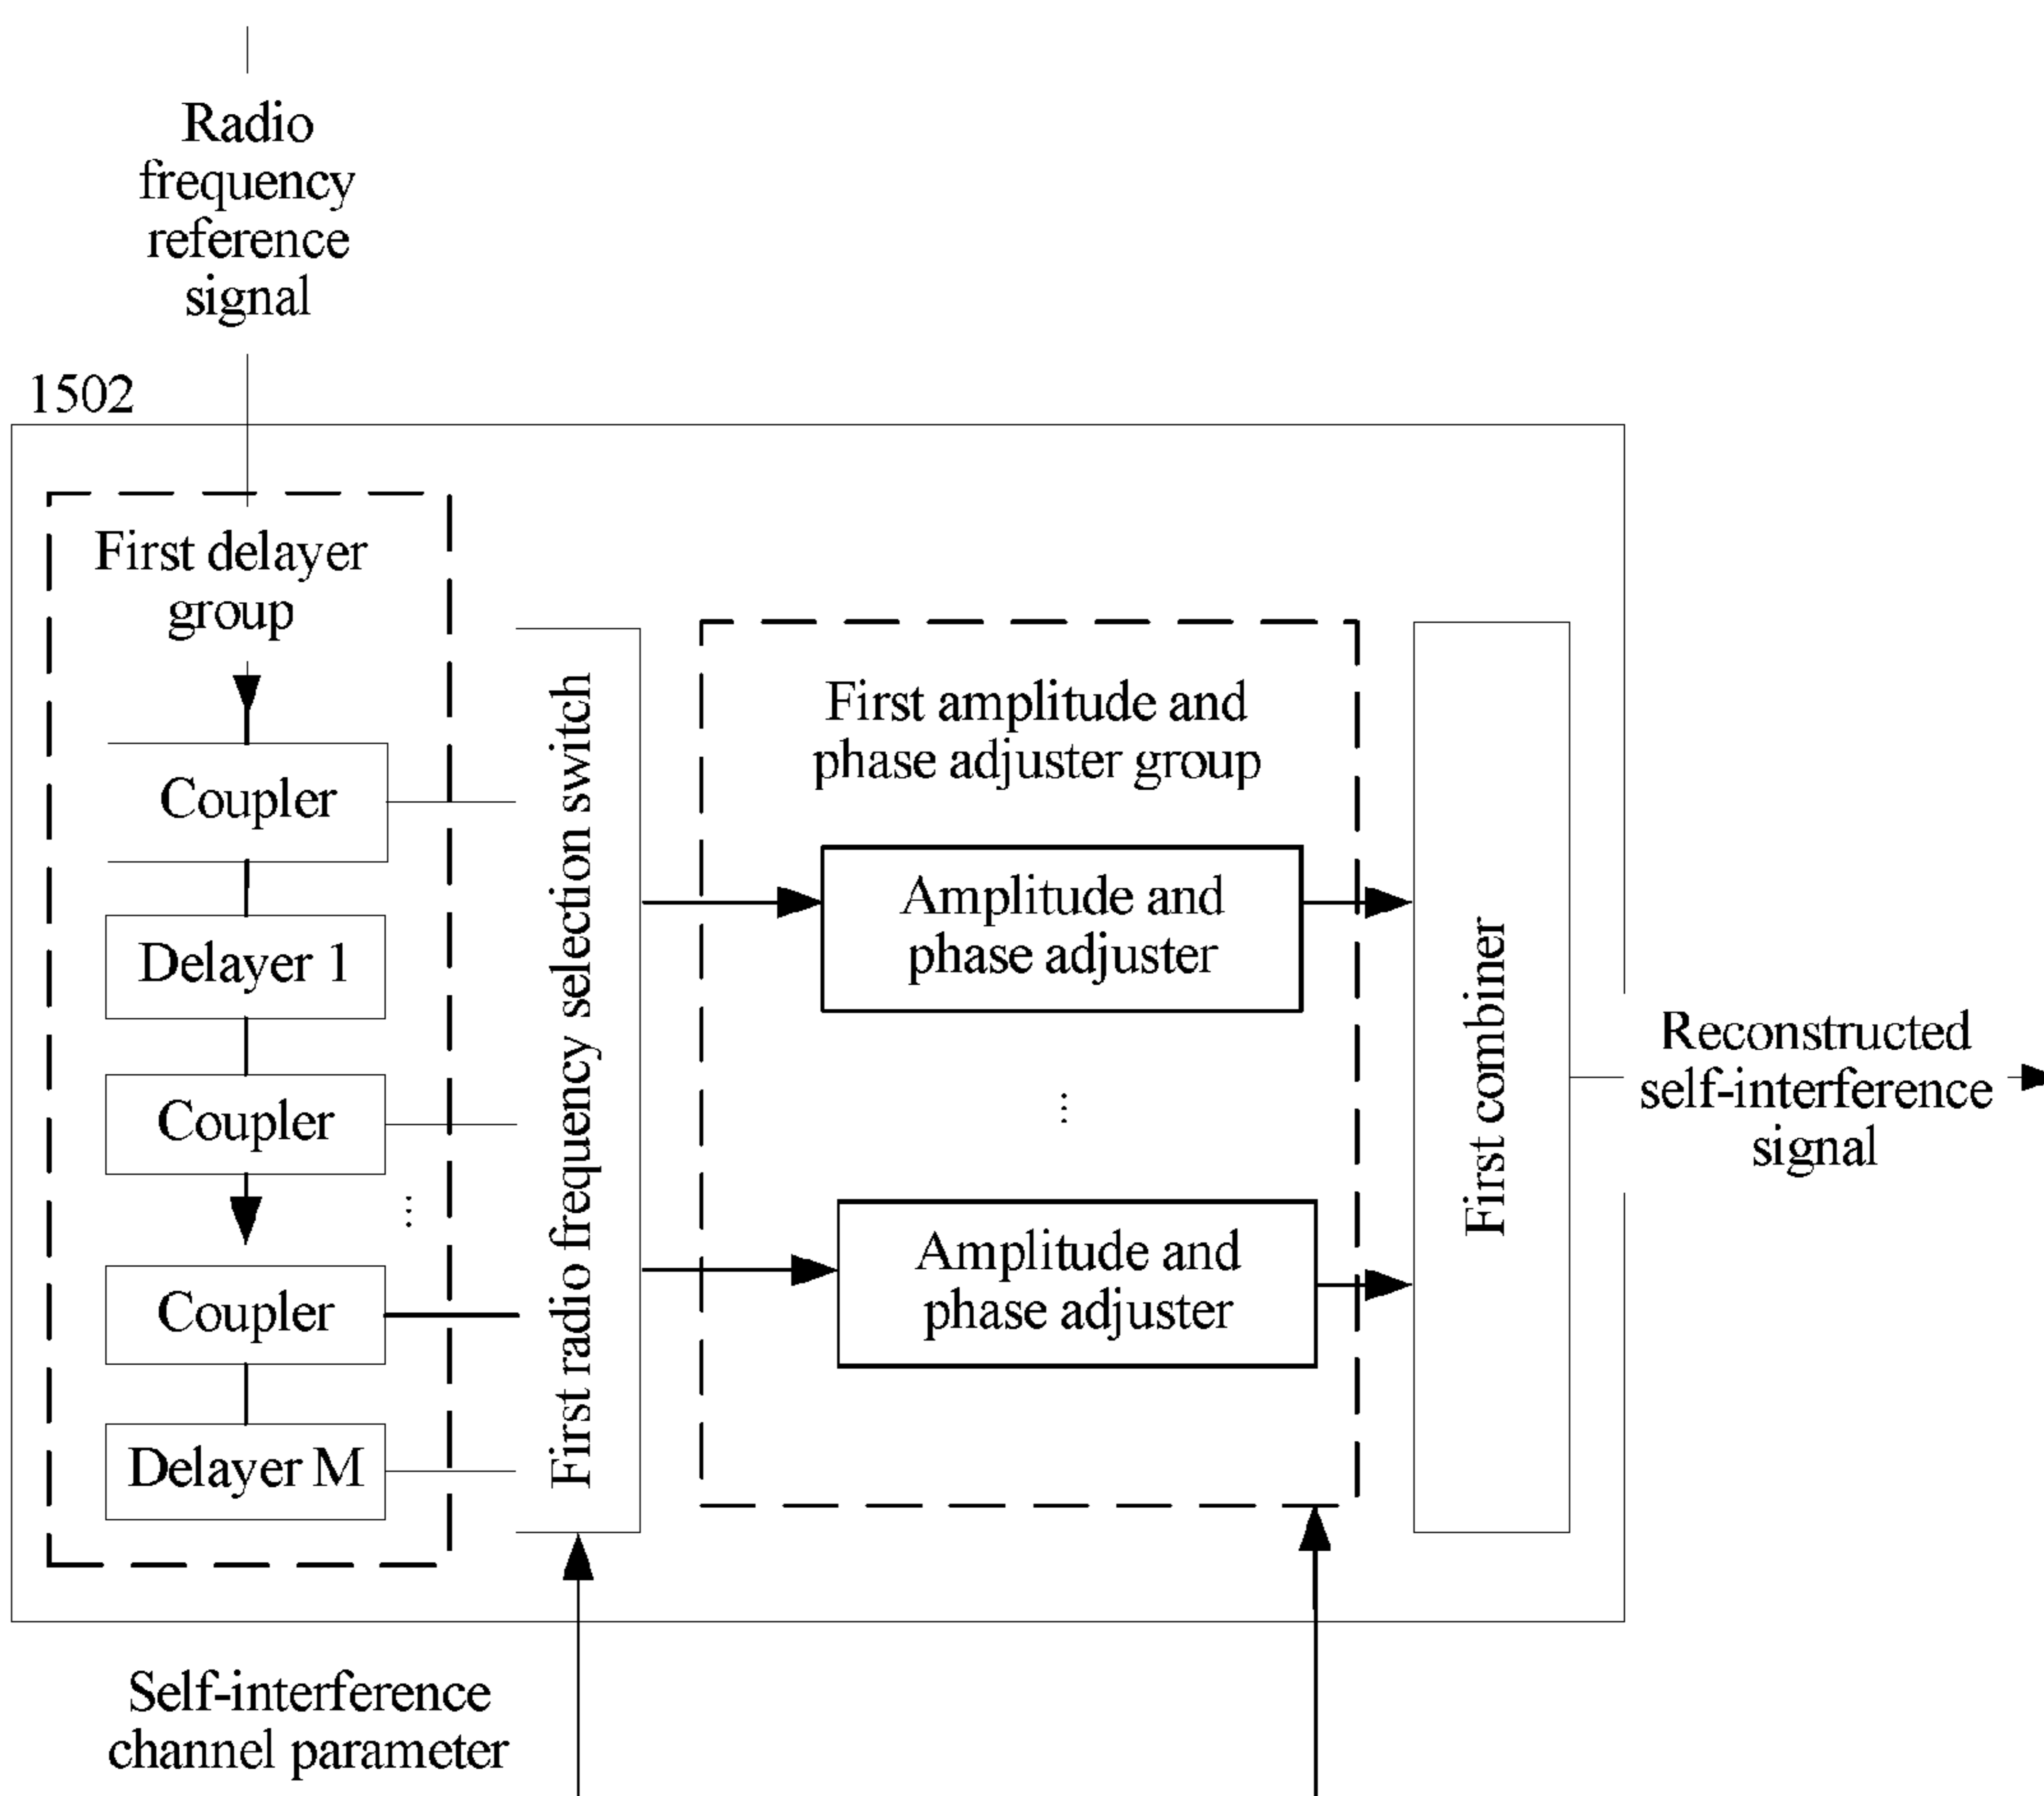 Radio
frequency
reference
signal
1502
First delayer
group
Coupler
Delayer 1
Coupler
...
Coupler
Delayer M
First radio frequency selection switch
First amplitude and
phase adjuster group
Amplitude and
phase adjuster
...
Amplitude and
phase adjuster
First combiner
Reconstructed
self-interference
signal
Self-interference
channel parameter